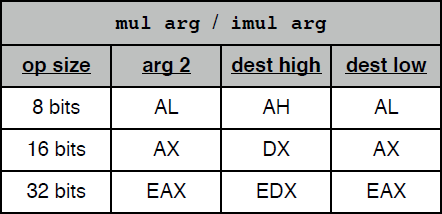 mul arg / imul arg
op size arg 2 dest high dest low
8 bits AL AH AL
16 bits AX DX AX
32 bits EAX EDX EAX